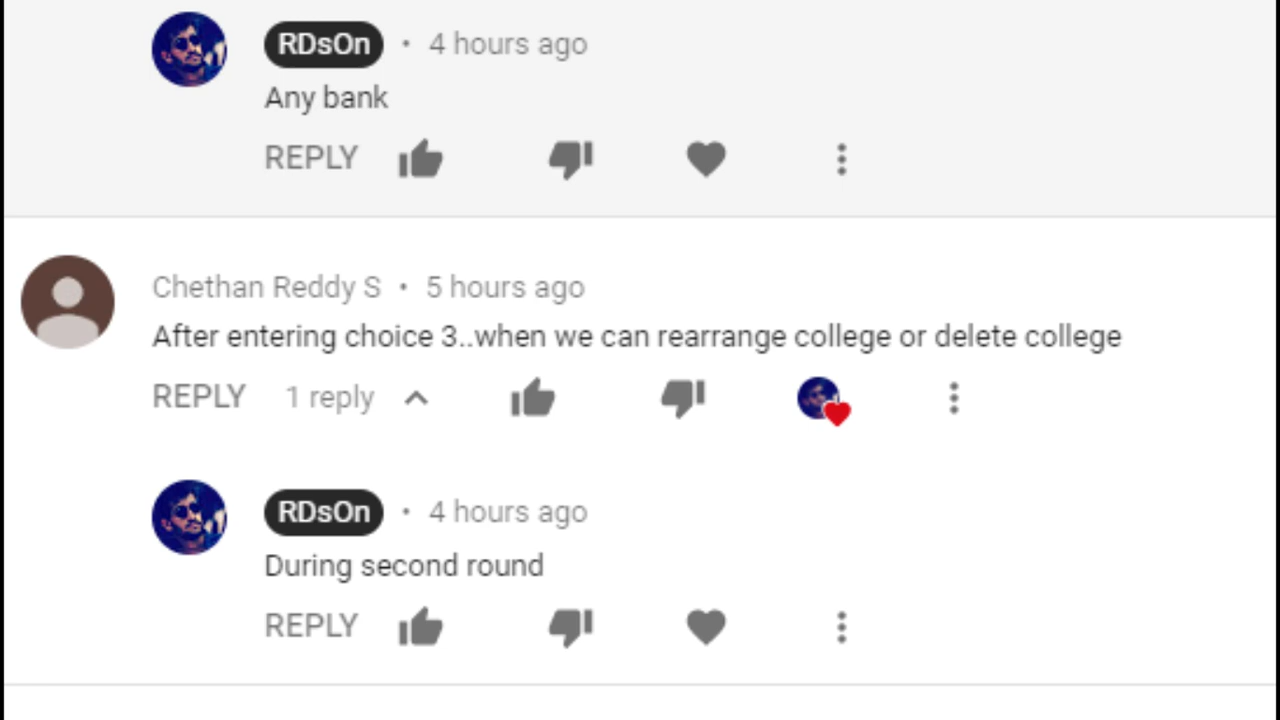 RDsOn • 4 hours ago
Any bank
REPLY
Chethan Reddy S • 5 hours ago
After entering choice 3..when we can rearrange college or delete college
REPLY 1 reply
RDsOn • 4 hours ago
During second round
REPLY